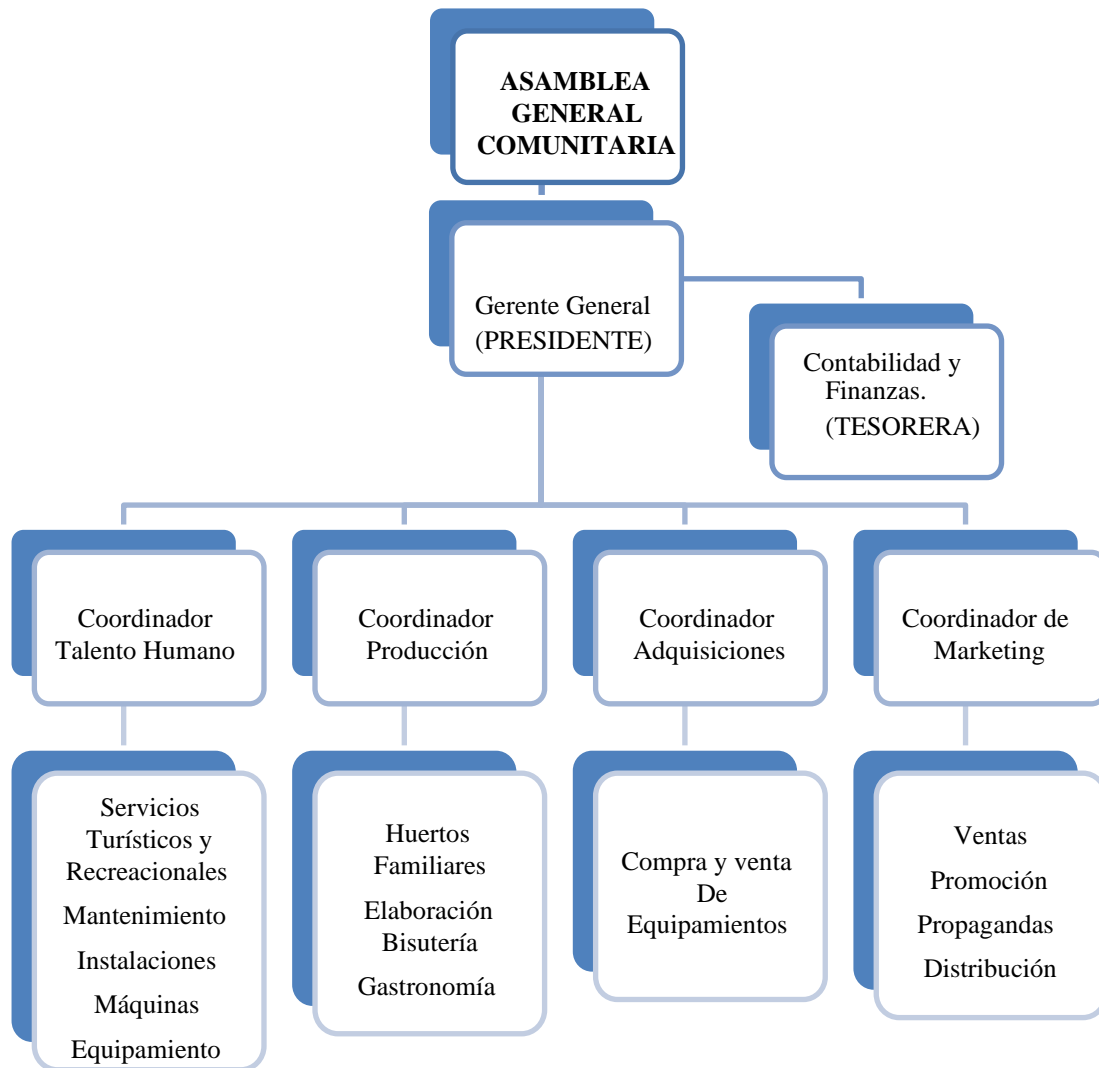 ASAMBLEA
GENERAL
COMUNITARIA
Gerente General
(PRESIDENTE)
Contabilidad y
Finanzas.
(TESORERA)
Coordinador
Talento Humano
Coordinador
Producción
Coordinador
Adquisiciones
Coordinador de
Marketing
Servicios
Turísticos y
Recreacionales
Mantenimiento
Instalaciones
Máquinas
Equipamiento
Huertos
Familiares
Elaboración
Bisutería
Gastronomía
Compra y venta
De
Equipamientos
Ventas
Promoción
Propagandas
Distribución